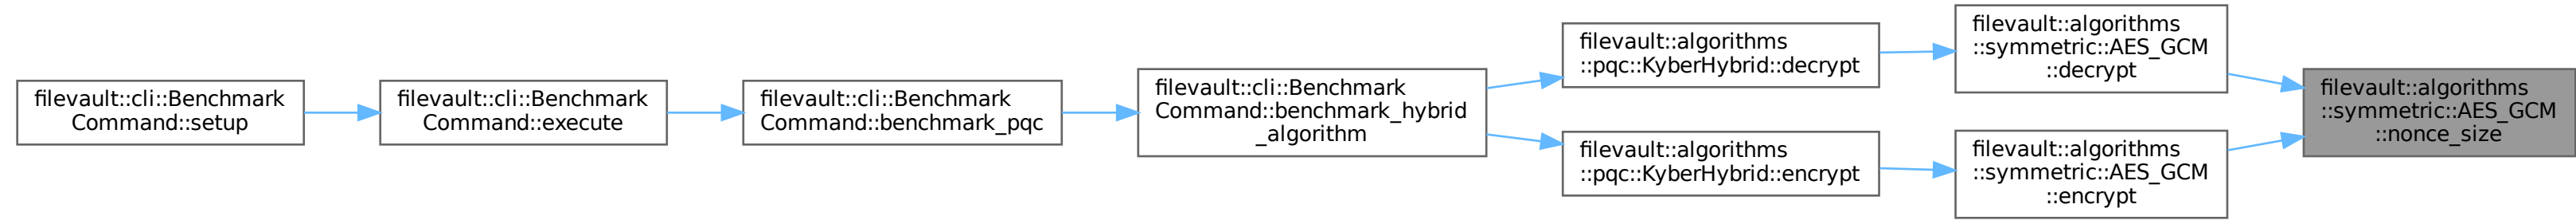 filevault::cli::Benchmark
Command::setup
filevault::cli::Benchmark
Command::execute
filevault::cli::Benchmark
Command::benchmark_pqc
filevault::cli::Benchmark
Command::benchmark_hybrid
_algorithm
filevault::algorithms
::pqc::KyberHybrid::decrypt
filevault::algorithms
::pqc::KyberHybrid::encrypt
filevault::algorithms
::symmetric::AES_GCM
::decrypt
filevault::algorithms
::symmetric::AES_GCM
::encrypt
filevault::algorithms
::symmetric::AES_GCM
::nonce_size